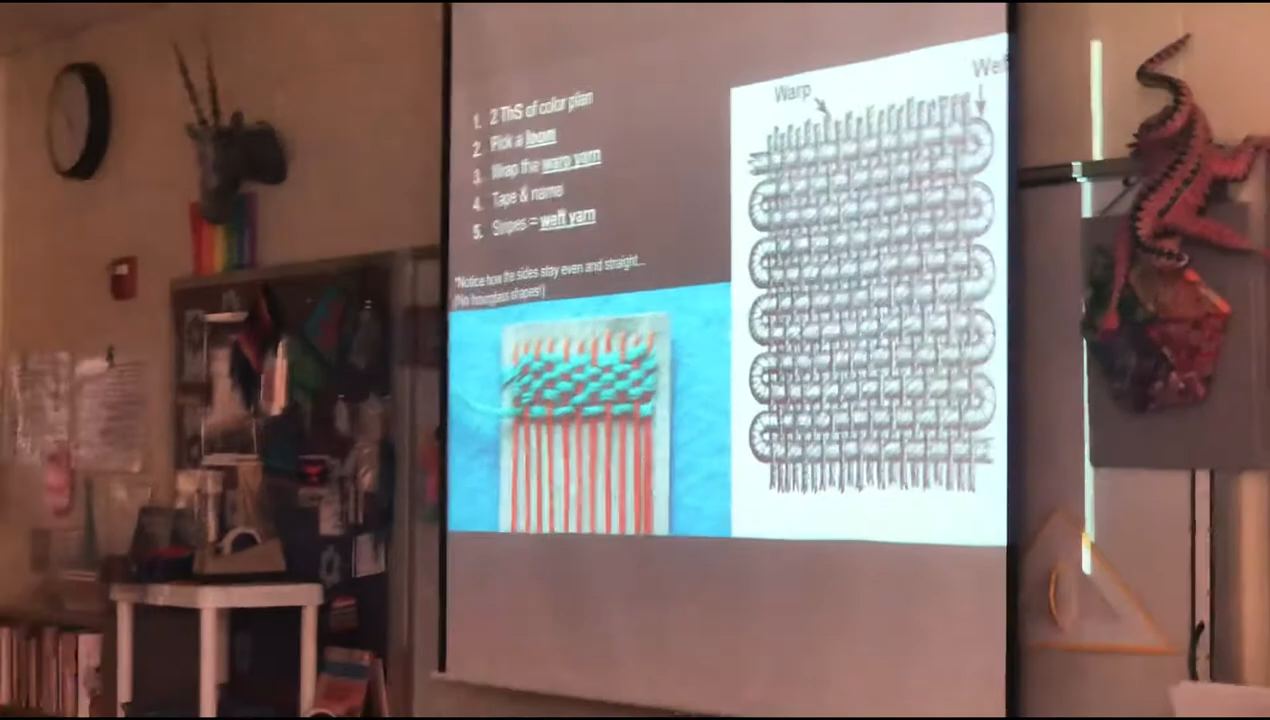 1. 2 ThS of color plan
2. Pick a loom
3. Wrap the warp yarn
4. Tape & name
5. Stripes = weft yarn
*Notice how the sides stay even and straight...
(No hourglass shapes!)
Warp
Wef